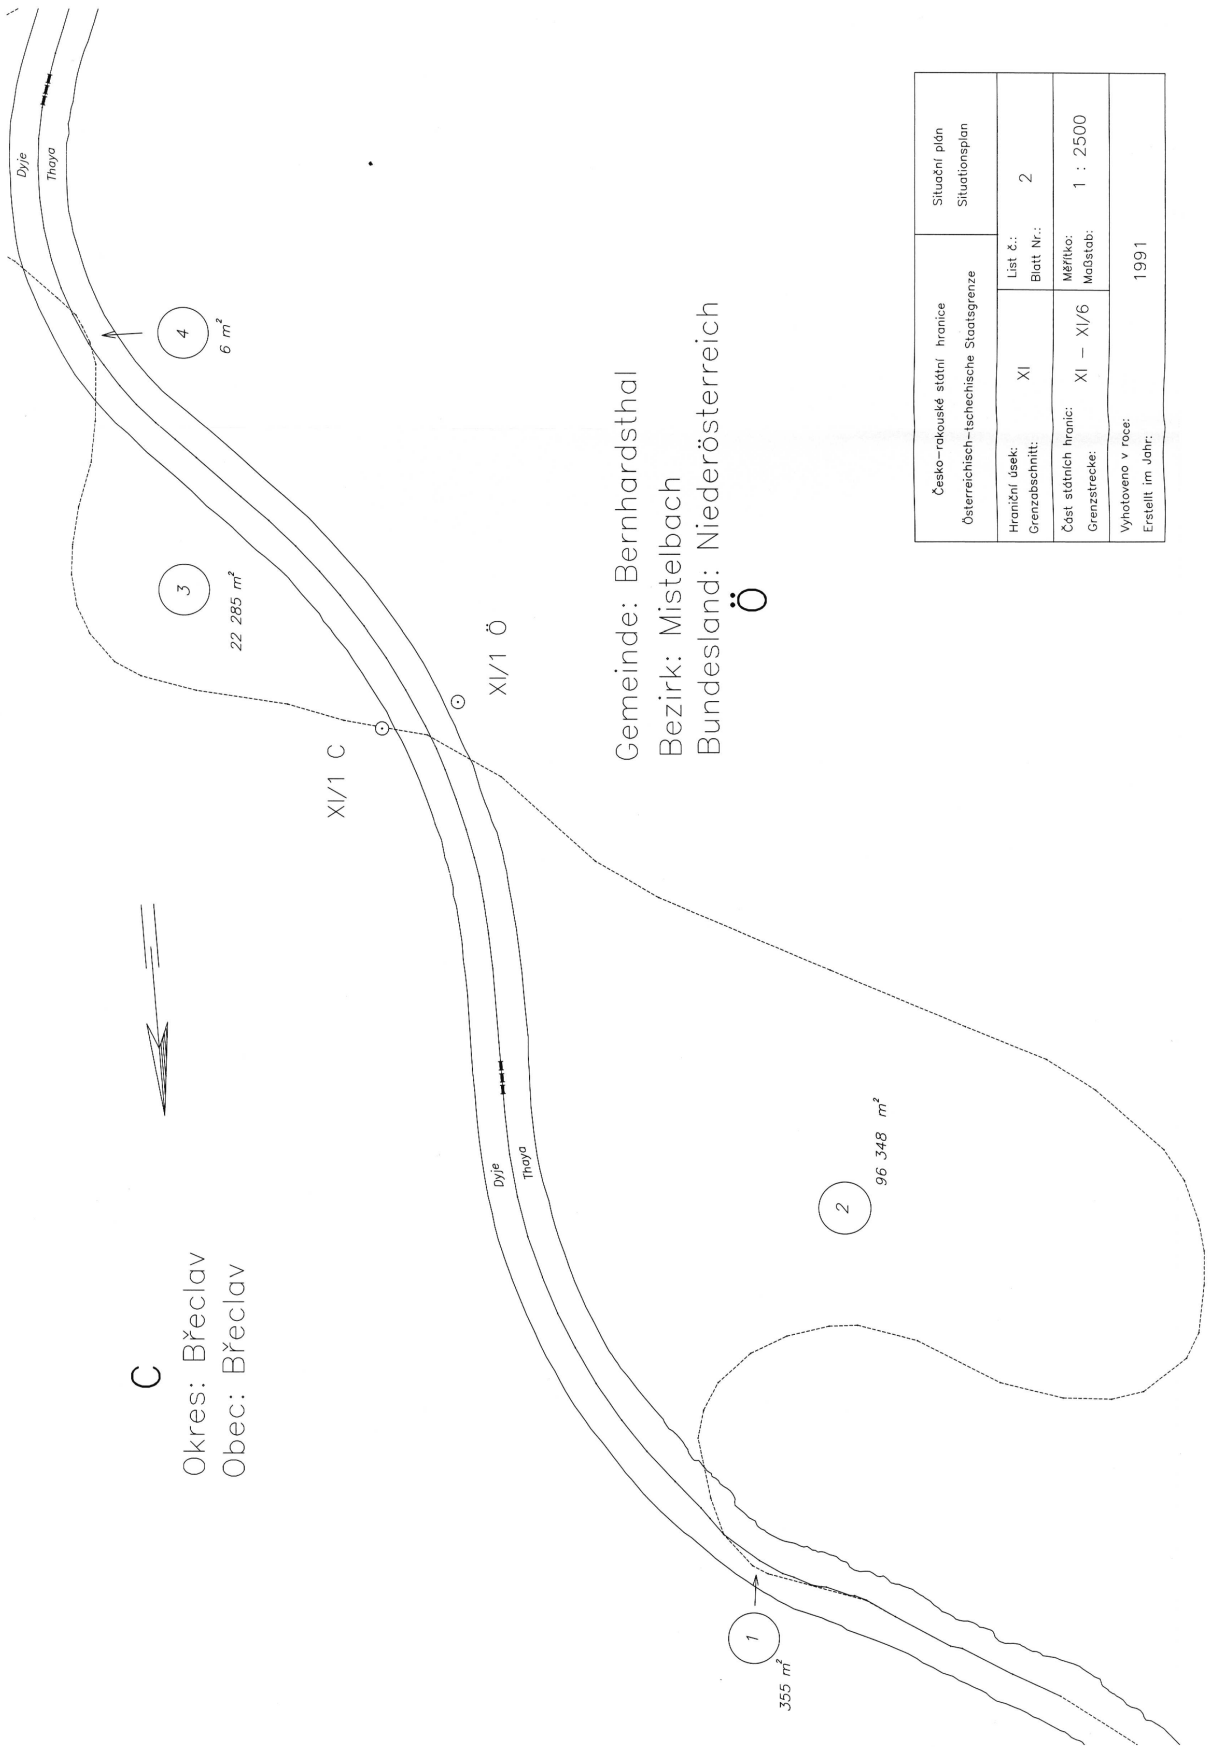 Dyje
Thaya
4
6 m²
3
22 285 m²
XI/1 C
XI/1 Ö
Gemeinde: Bernhardsthal
Bezirk: Mistelbach
Bundesland: Niederösterreich
Ö
C
Okres: Břeclav
Obec: Břeclav
Dyje
Thaya
2
96 348 m²
1
355 m²
Česko-rakouské státní hranice
Österreichisch-tschechische Staatsgrenze
Situační plán
Situationsplan
Hraniční úsek:
Grenzabschnitt:
XI
List č.:
Blatt Nr.:
2
Část státních hranic:
Grenzstrecke:
XI – XI/6
Měřítko:
Maßstab:
1 : 2500
Vyhotoveno v roce:
Erstellt im Jahr:
1991